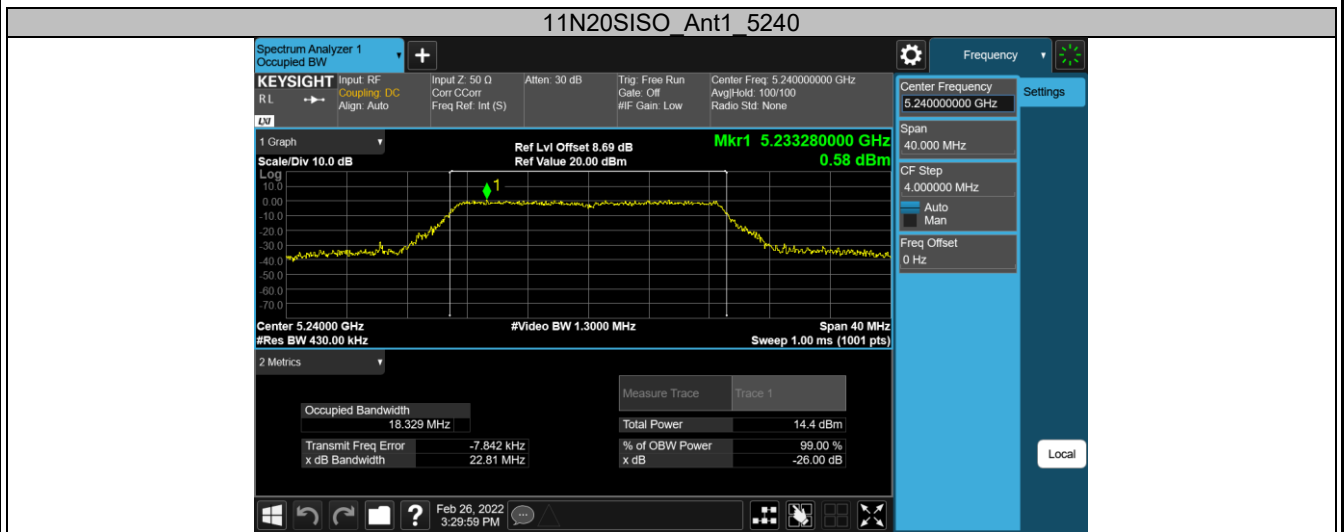 11N20SISO_Ant1_5240
Spectrum Analyzer 1
Occupied BW
+
Frequency
KEYSIGHT
R L
LXI
Input: RF
Coupling: DC
Align: Auto
Input Z: 50 Ω
Corr CCorr
Freq Ref: Int (S)
Atten: 30 dB
Trig: Free Run
Gate: Off
#IF Gain: Low
Center Freq: 5.240000000 GHz
Avg|Hold: 100/100
Radio Std: None
Center Frequency
5.240000000 GHz
Settings
Span
40.000 MHz
CF Step
4.000000 MHz
Auto
Man
Freq Offset
0 Hz
Local
1 Graph
Scale/Div 10.0 dB
Ref Lvl Offset 8.69 dB
Ref Value 20.00 dBm
Mkr1 5.233280000 GHz
0.58 dBm
Log
10.0
0.00
-10.0
-20.0
-30.0
-40.0
-50.0
-60.0
-70.0
1
Center 5.24000 GHz
#Video BW 1.3000 MHz
Span 40 MHz
#Res BW 430.00 kHz
Sweep 1.00 ms (1001 pts)
2 Metrics
Measure Trace
Trace 1
Occupied Bandwidth
18.329 MHz
Total Power
14.4 dBm
Transmit Freq Error
-7.842 kHz
% of OBW Power
99.00 %
x dB Bandwidth
22.81 MHz
x dB
-26.00 dB
?
Feb 26, 2022
3:29:59 PM